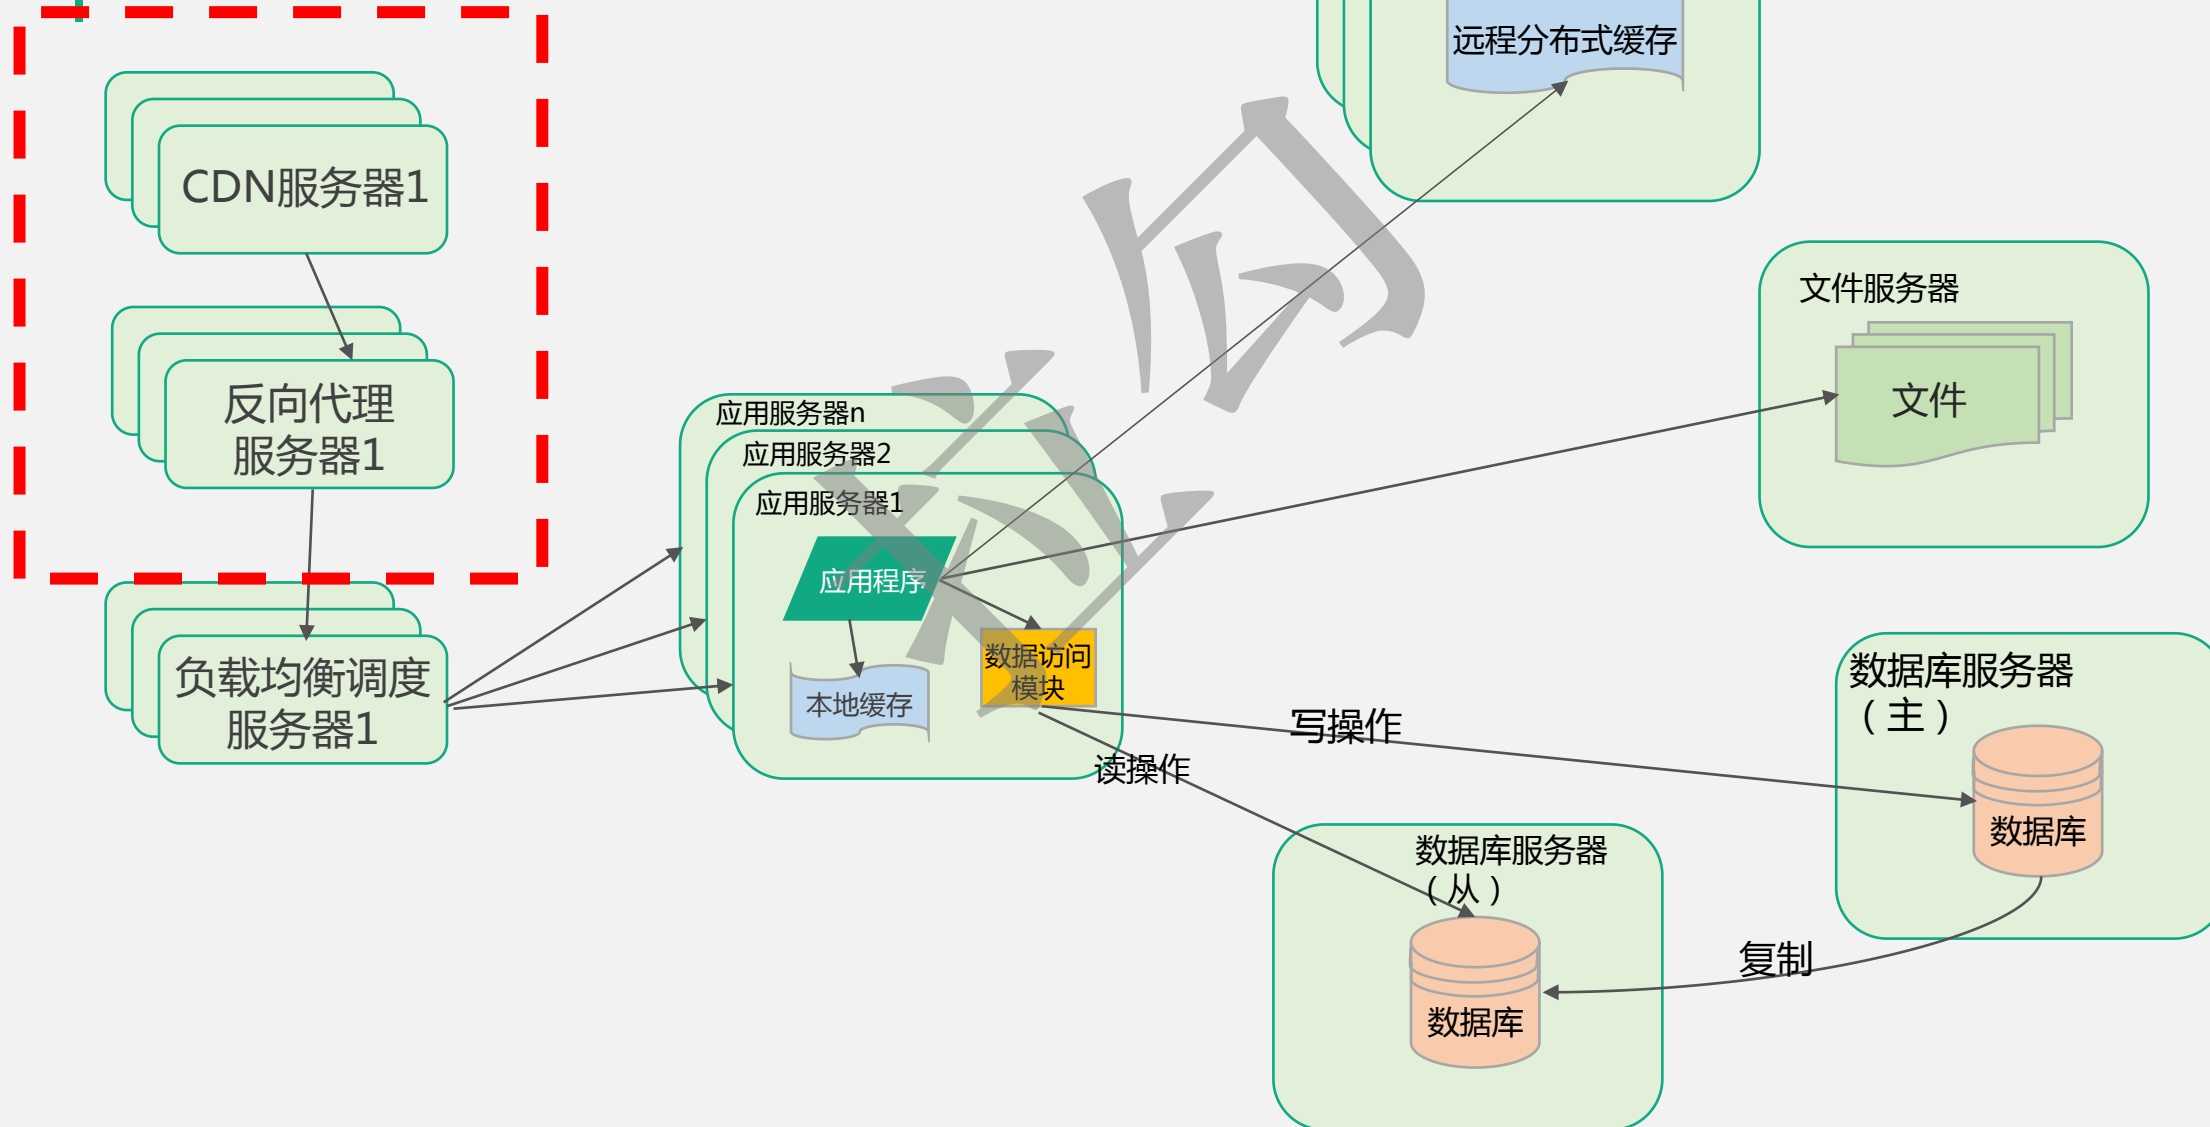 远程分布式缓存
CDN服务器1
文件服务器
反向代理
服务器1
文件
应用服务器n
应用服务器2
应用服务器1
应用程序
数据访问
模块
本地缓存
负载均衡调度
服务器1
写操作
读操作
数据库服务器
（主）
数据库
数据库服务器
（从）
复制
数据库
拉勾